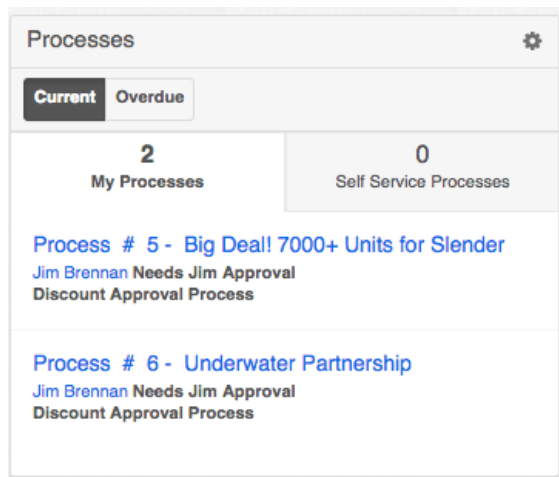 Processes
Current Overdue
2
My Processes
0
Self Service Processes
Process # 5 - Big Deal! 7000+ Units for Slender
Jim Brennan Needs Jim Approval
Discount Approval Process
Process # 6 - Underwater Partnership
Jim Brennan Needs Jim Approval
Discount Approval Process